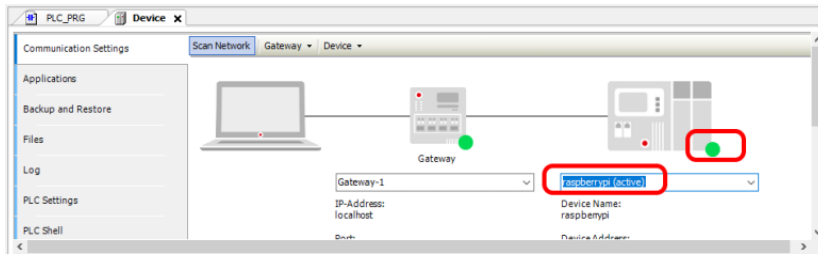 PLC_PRG Device
Communication Settings
Scan Network Gateway Device
Applications
Backup and Restore
Files
Log
PLC Settings
PLC Shell
Gateway
Gateway-1
raspberrypi (active)
IP-Address:
localhost
Device Name:
raspberrypi
Port:
Device Address: